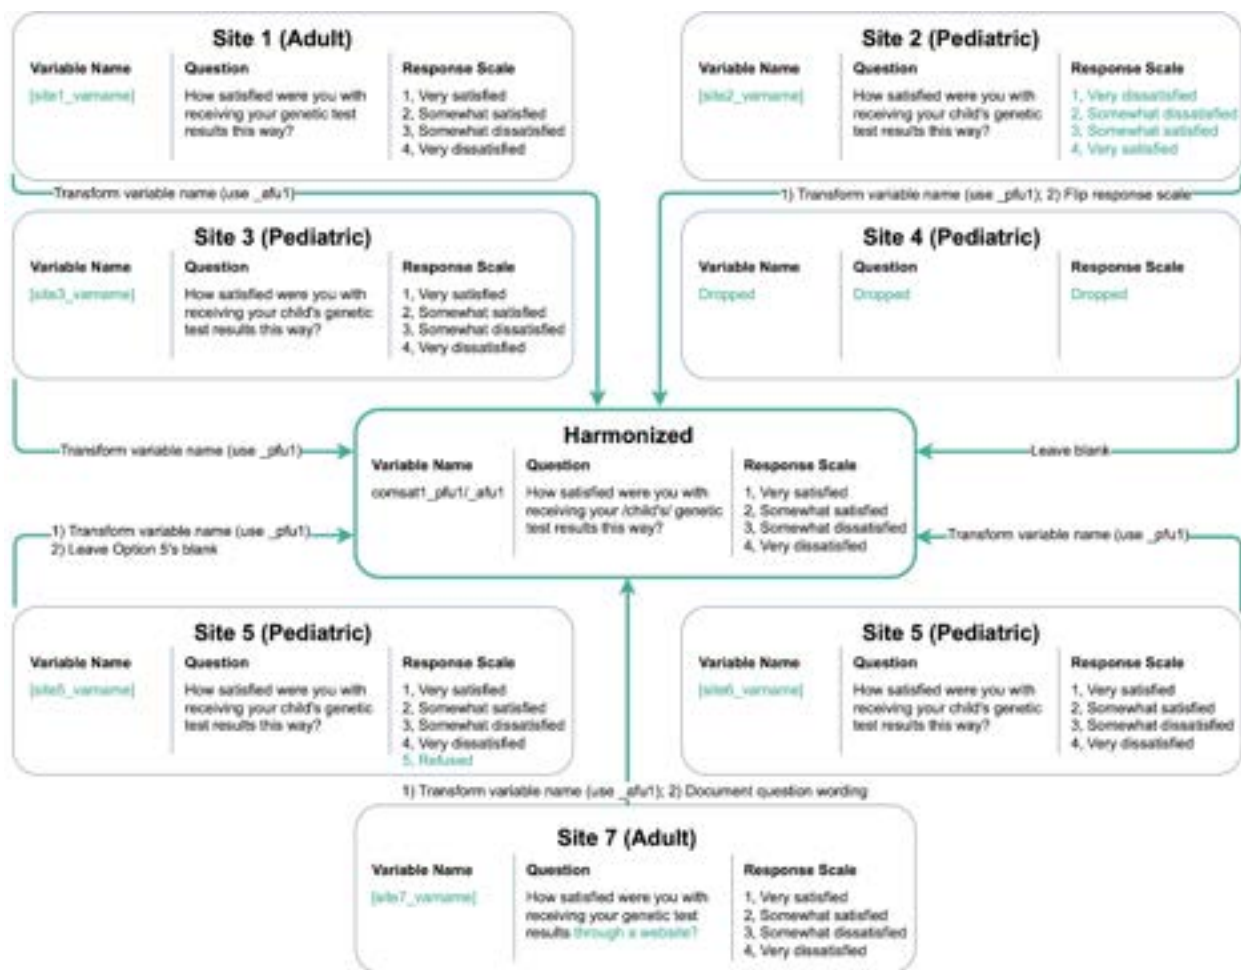 Site 1 (Adult)
Variable Name Question Response Scale
[site1_varname] How satisfied were you with 1, Very satisfied
receiving your genetic test 2, Somewhat satisfied
results this way? 3, Somewhat dissatisfied
4, Very dissatisfied
Site 2 (Pediatric)
Variable Name Question Response Scale
[site2_varname] How satisfied were you with 1, Very dissatisfied
receiving your child's genetic 2, Somewhat dissatisfied
test results this way? 3, Somewhat satisfied
4, Very satisfied
Transform variable name (use _afu1)
1) Transform variable name (use _pfu1); 2) Flip response scale
Site 3 (Pediatric)
Variable Name Question Response Scale
[site3_varname] How satisfied were you with 1, Very satisfied
receiving your child's genetic 2, Somewhat satisfied
test results this way? 3, Somewhat dissatisfied
4, Very dissatisfied
Site 4 (Pediatric)
Variable Name Question Response Scale
Dropped Dropped Dropped
Transform variable name (use _pfu1)
Leave blank
Harmonized
Variable Name Question Response Scale
comsat1_pfu1/_afu1 How satisfied were you with 1, Very satisfied
receiving your /child's/ genetic 2, Somewhat satisfied
test results this way? 3, Somewhat dissatisfied
4, Very dissatisfied
1) Transform variable name (use _pfu1)
2) Leave Option 5's blank
Transform variable name (use _pfu1)
Site 5 (Pediatric)
Variable Name Question Response Scale
[site5_varname] How satisfied were you with 1, Very satisfied
receiving your child's genetic 2, Somewhat satisfied
test results this way? 3, Somewhat dissatisfied
4, Very dissatisfied
5, Refused
Site 5 (Pediatric)
Variable Name Question Response Scale
[site6_varname] How satisfied were you with 1, Very satisfied
receiving your child's genetic 2, Somewhat satisfied
test results this way? 3, Somewhat dissatisfied
4, Very dissatisfied
1) Transform variable name (use _afu1); 2) Document question wording
Site 7 (Adult)
Variable Name Question Response Scale
[site7_varname] How satisfied were you with 1, Very satisfied
receiving your genetic test 2, Somewhat satisfied
results through a website? 3, Somewhat dissatisfied
4, Very dissatisfied